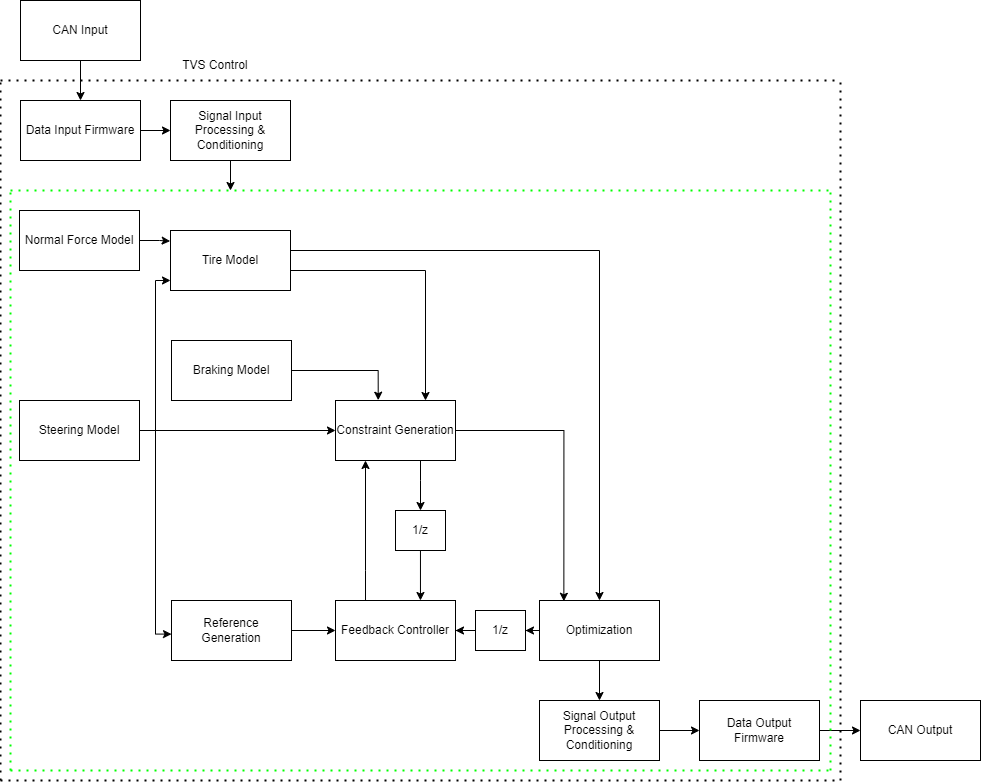 CAN Input
TVS Control
Data Input Firmware
Signal Input
Processing &
Conditioning
Normal Force Model
Tire Model
Braking Model
Steering Model
Constraint Generation
1/z
Reference
Generation
Feedback Controller
1/z
Optimization
Signal Output
Processing &
Conditioning
Data Output
Firmware
CAN Output